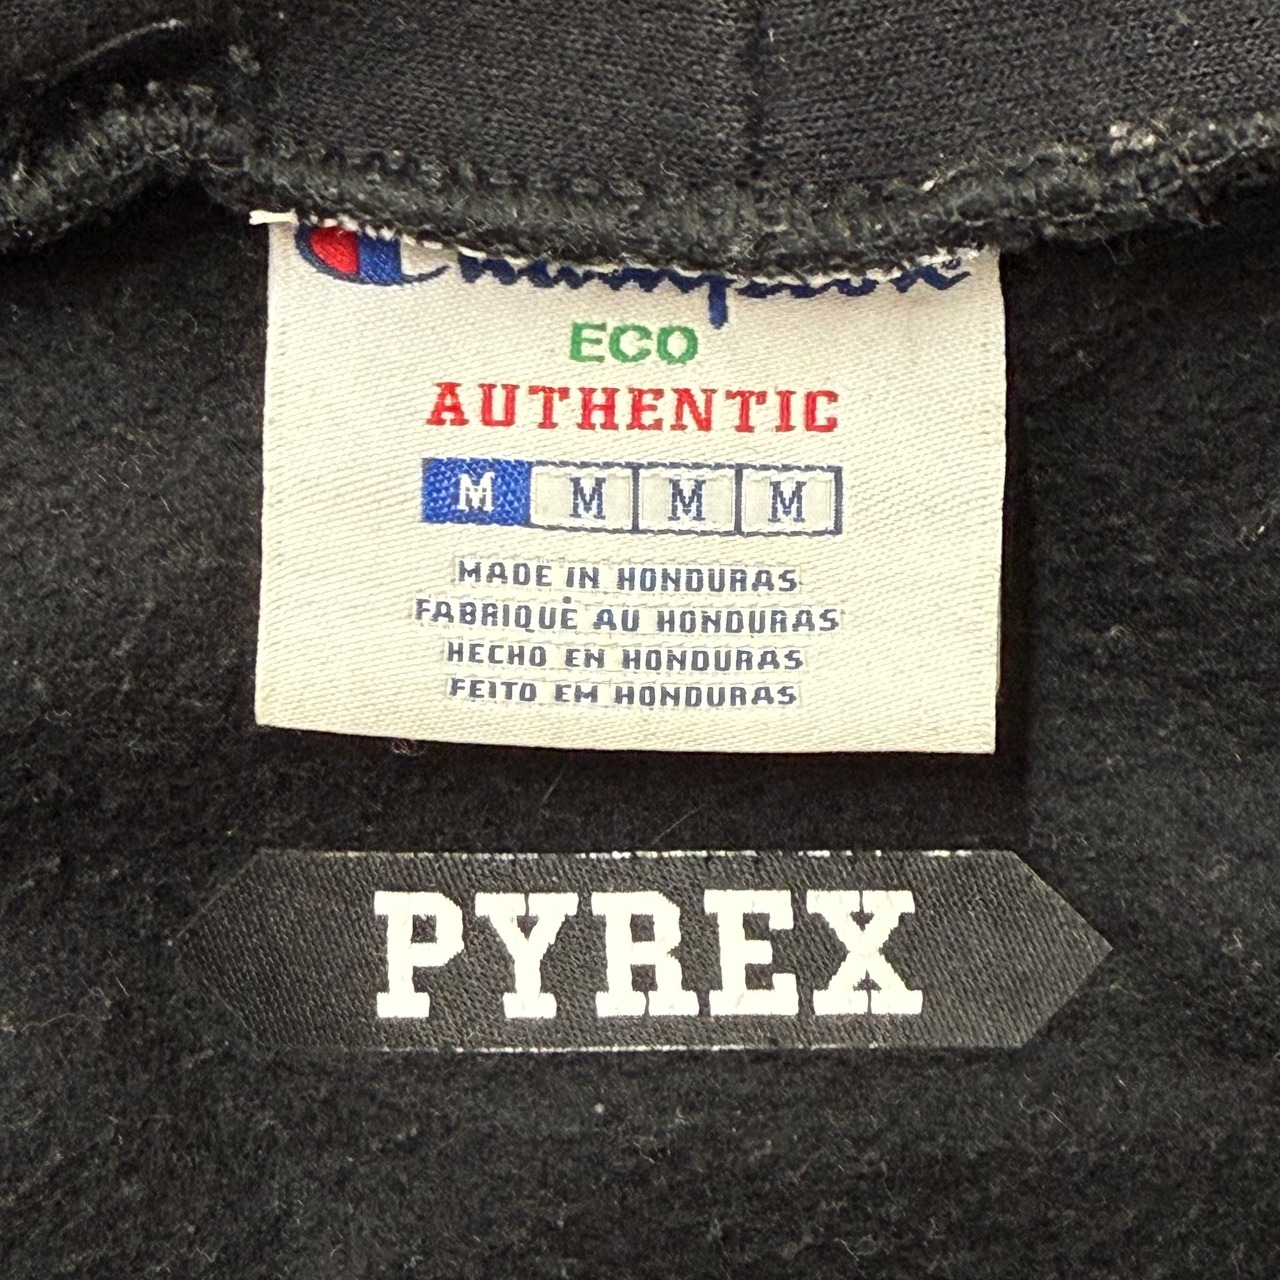 Champion
ECO
AUTHENTIC
M M M M
MADE IN HONDURAS
FABRIQUÉ AU HONDURAS
HECHO EN HONDURAS
FEITO EM HONDURAS
PYREX